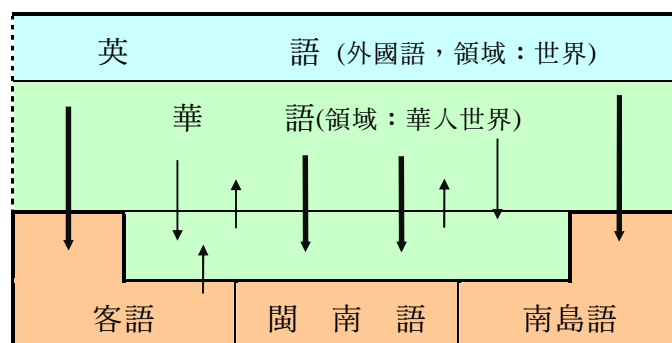 英 語 (外國語，領域：世界)
華 語(領域：華人世界)
客語 閩 南 語 南島語